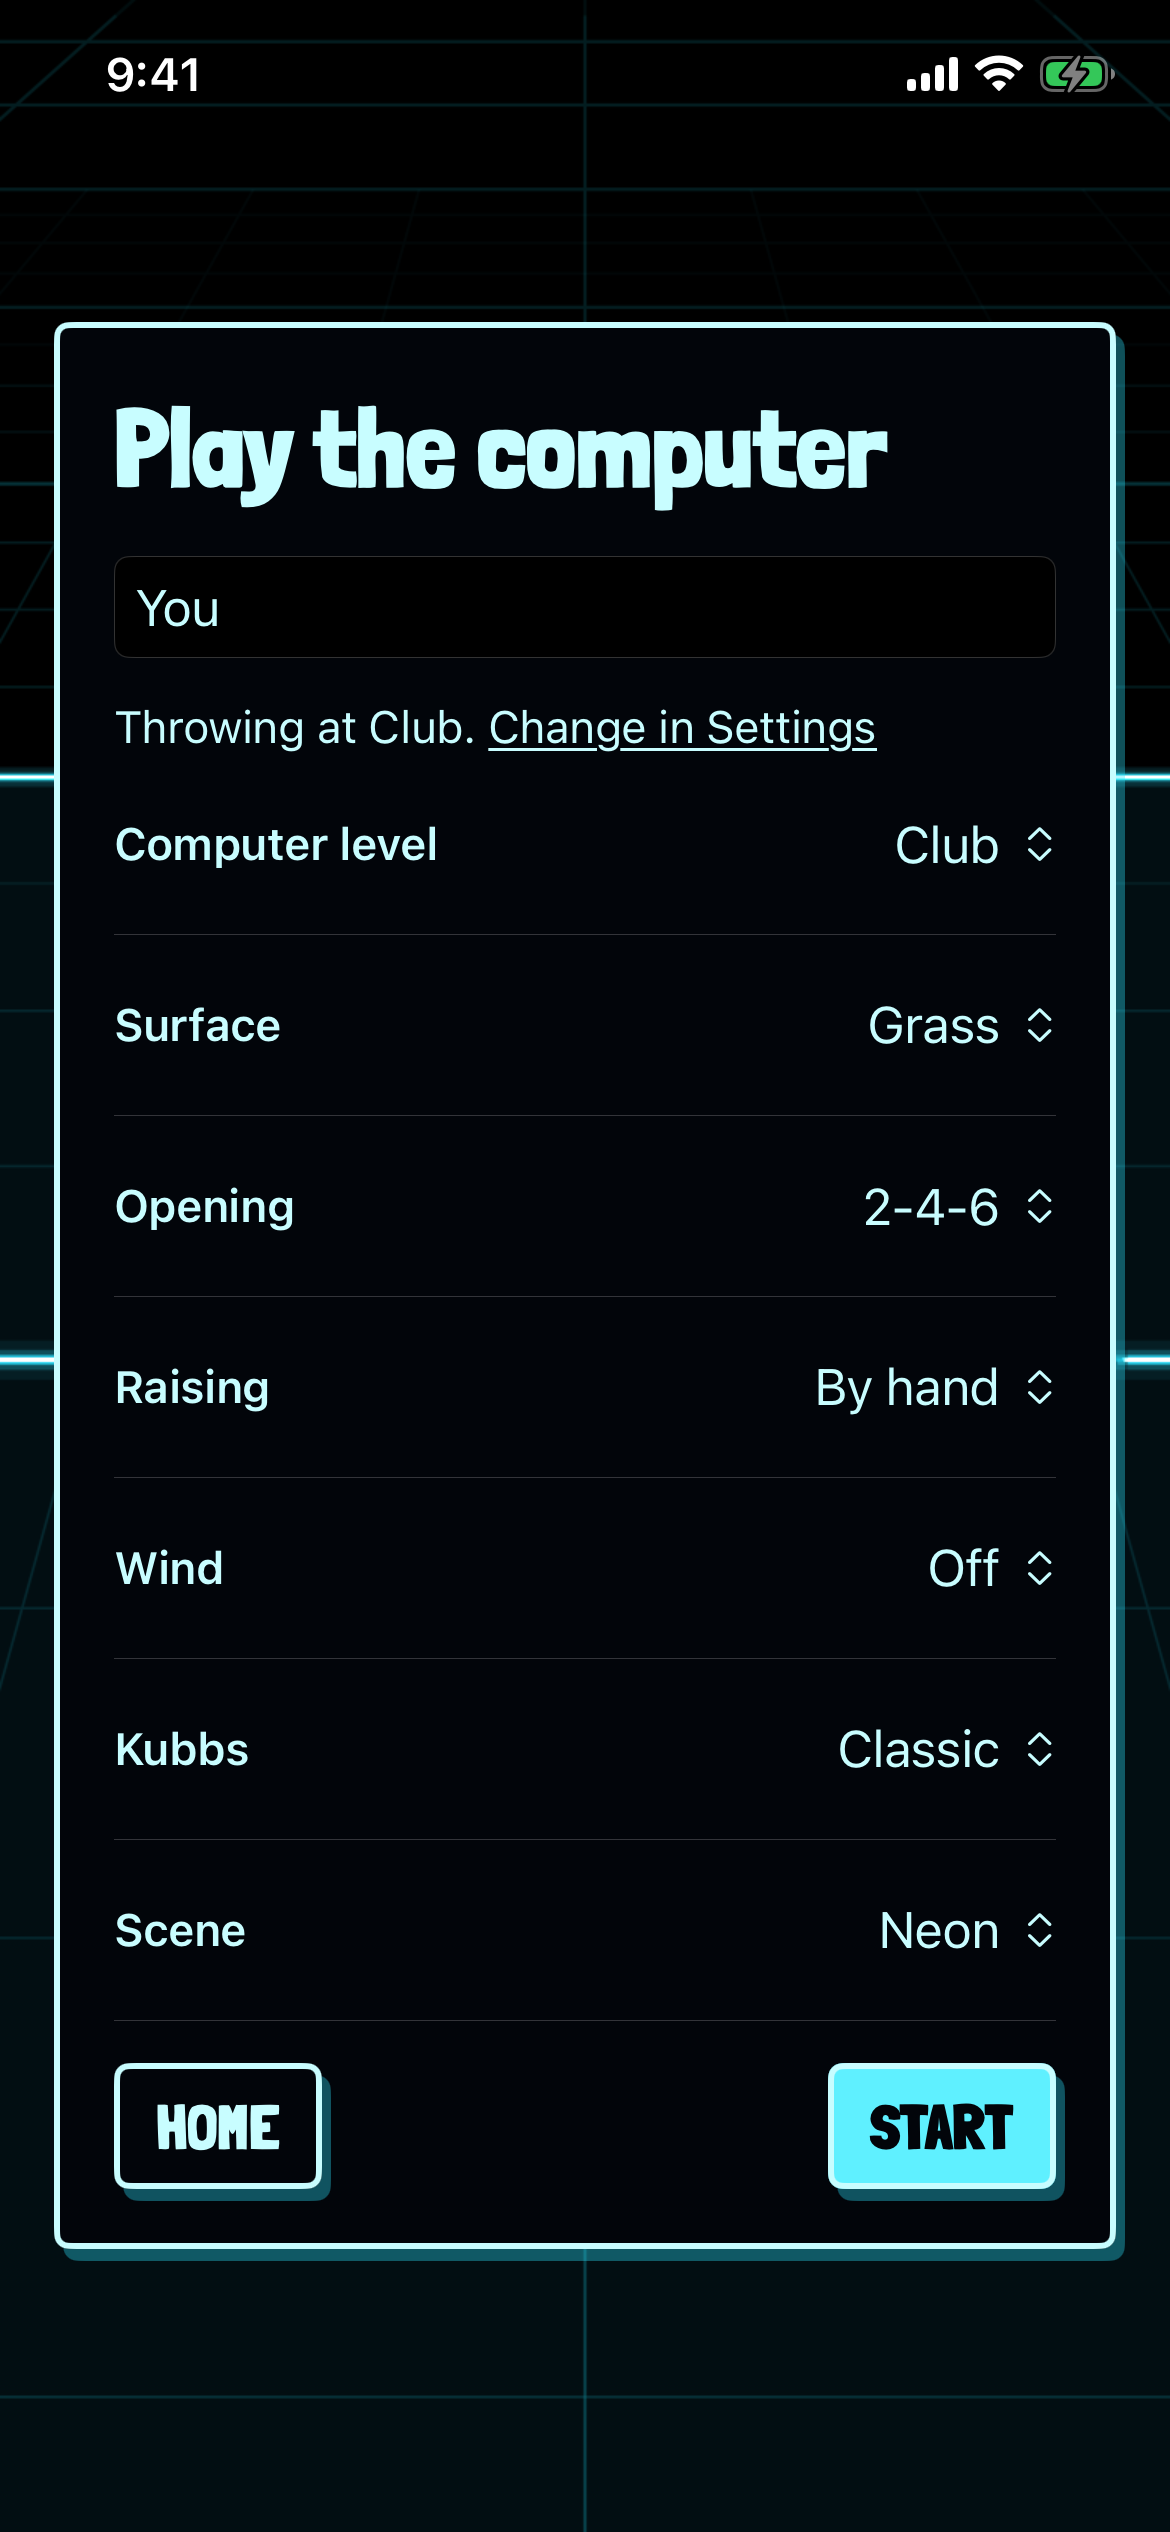 9:41
Play the computer
You
Throwing at Club. Change in Settings
Computer level Club
Surface Grass
Opening 2-4-6
Raising By hand
Wind Off
Kubbs Classic
Scene Neon
HOME START